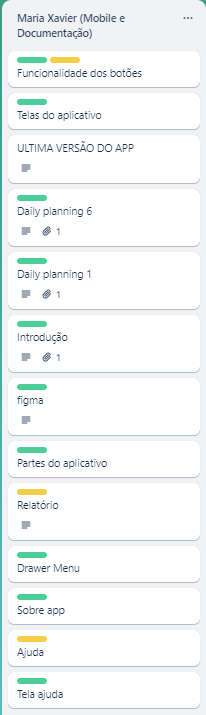 Maria Xavier (Mobile e
Documentação)
Funcionalidade dos botões
Telas do aplicativo
ULTIMA VERSÃO DO APP
Daily planning 6
1
Daily planning 1
1
Introdução
1
figma
Partes do aplicativo
Relatório
Drawer Menu
Sobre app
Ajuda
Tela ajuda